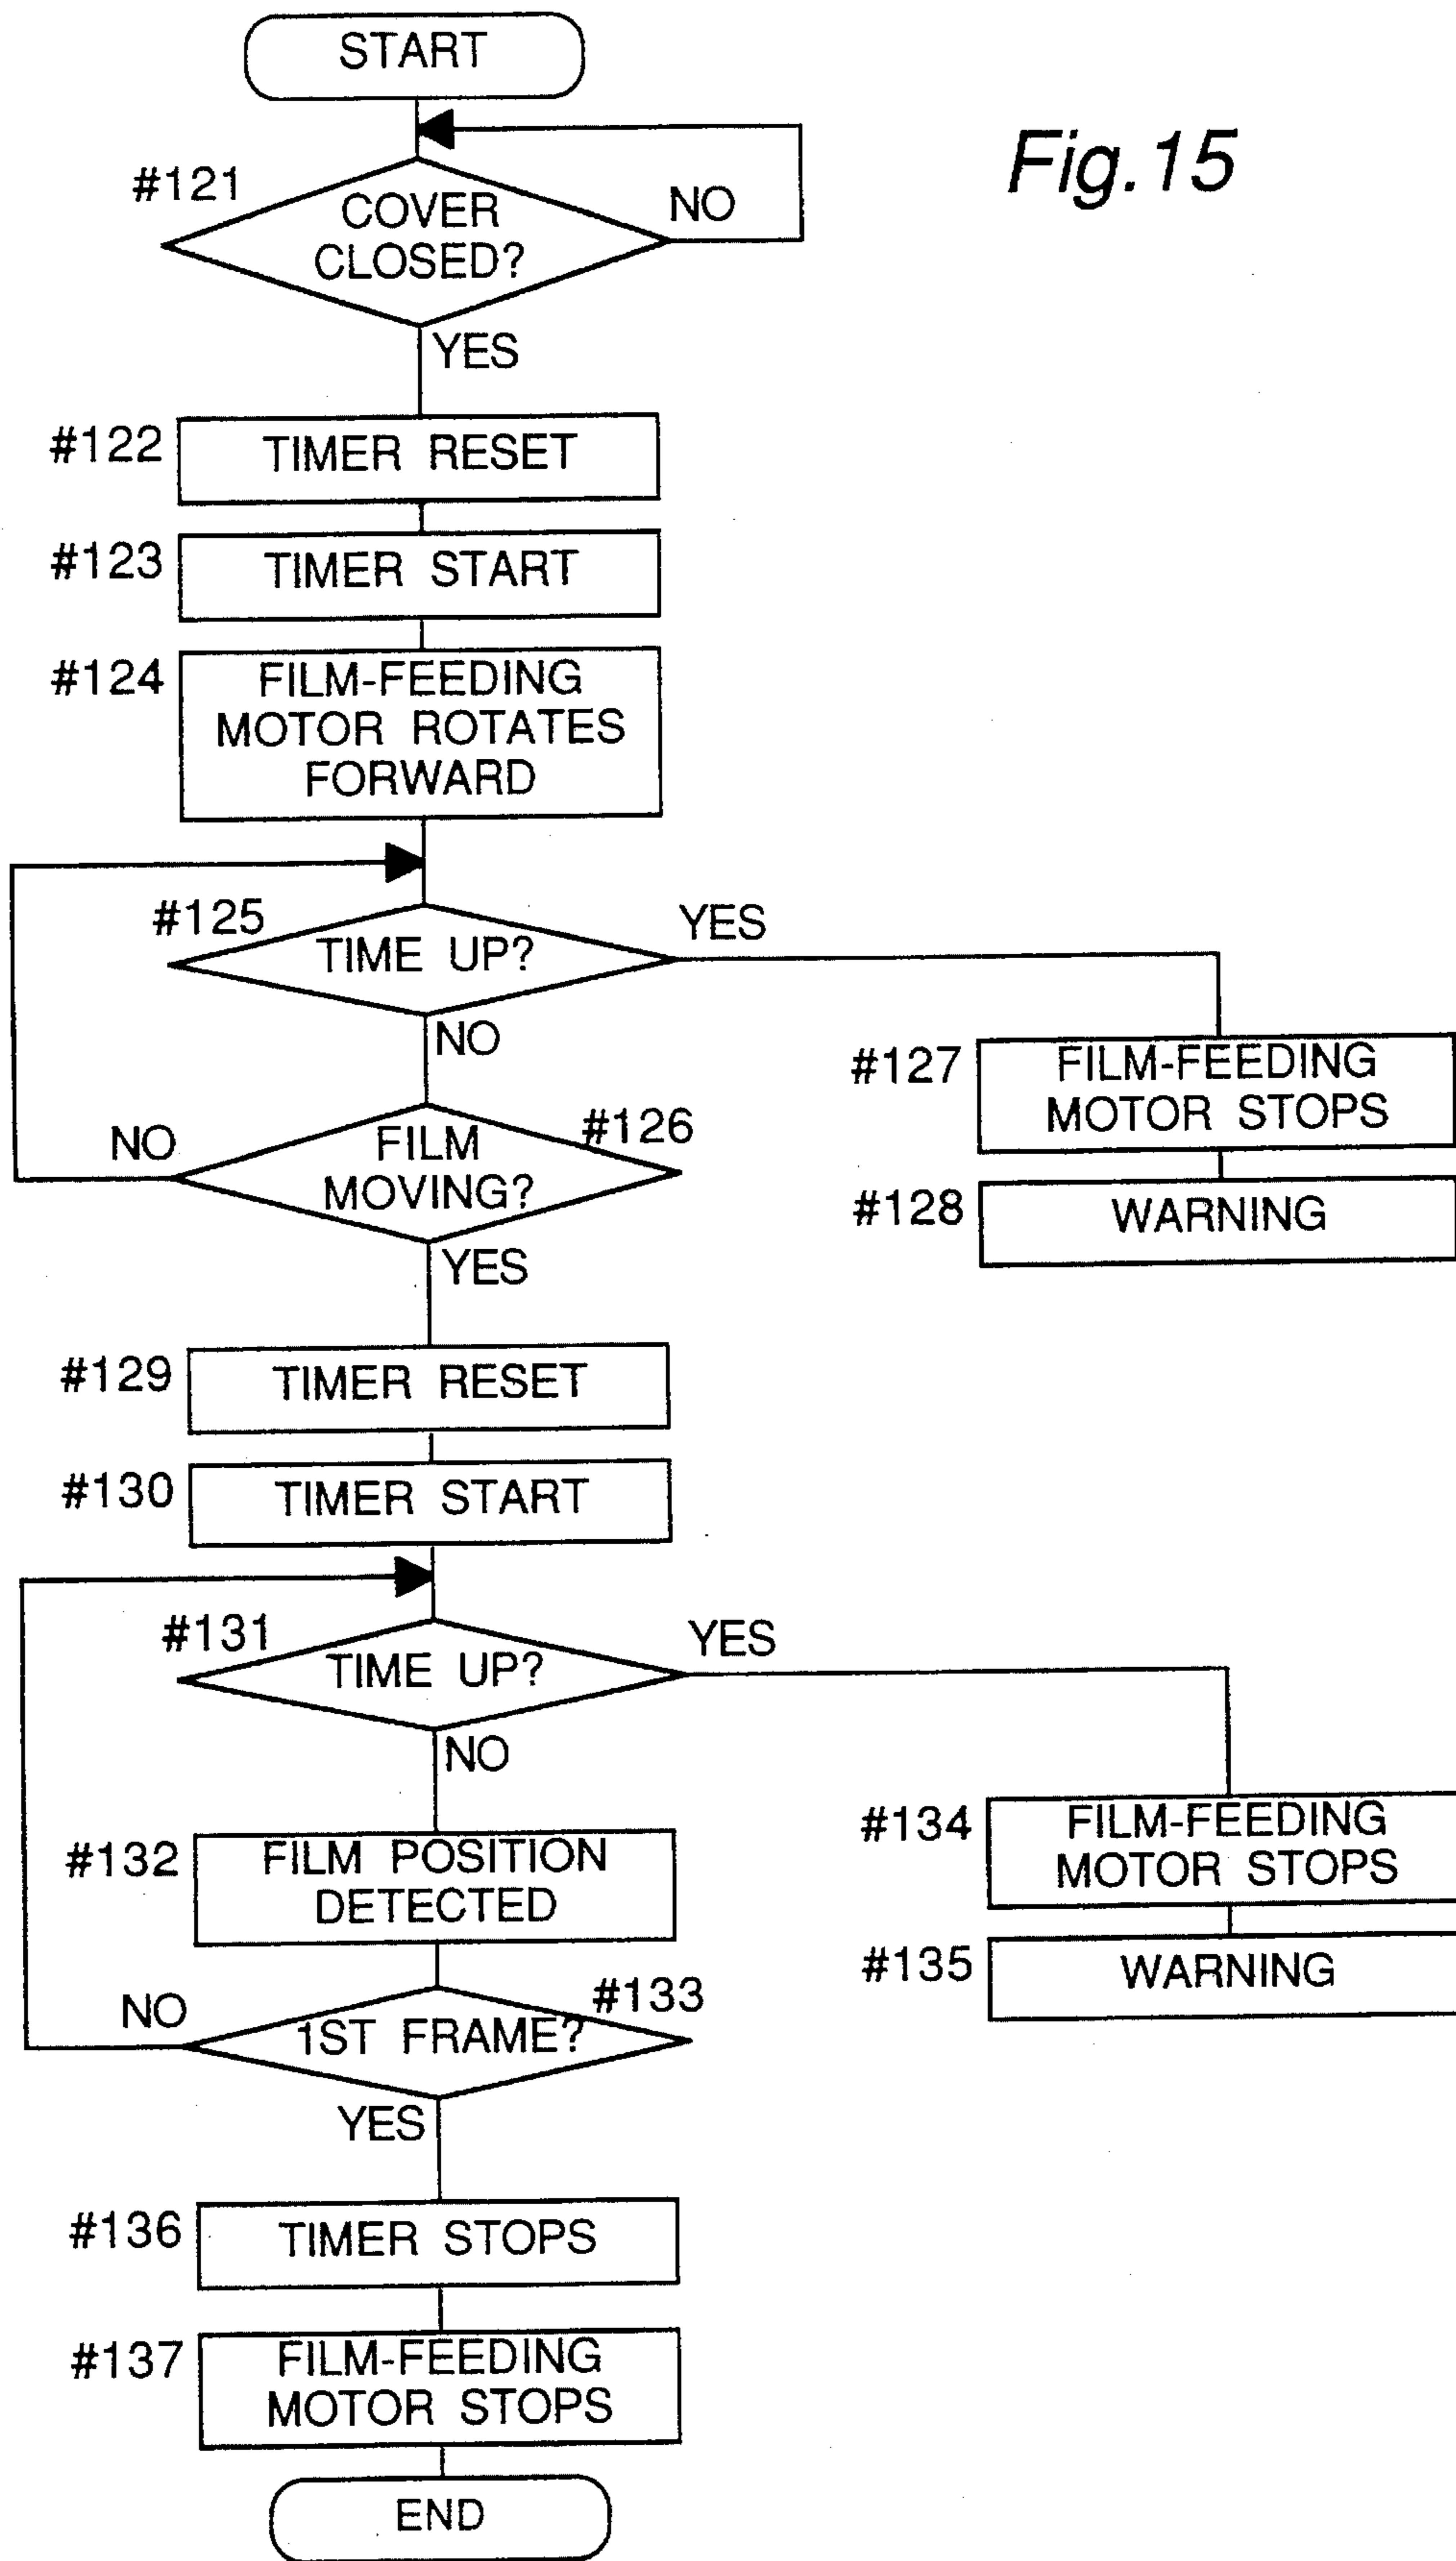 START
Fig.15
#121
COVER
CLOSED?
NO
YES
#122
TIMER RESET
#123
TIMER START
#124
FILM-FEEDING
MOTOR ROTATES
FORWARD
#125
TIME UP?
YES
NO
#126
FILM
MOVING?
NO
YES
#127
FILM-FEEDING
MOTOR STOPS
#128
WARNING
#129
TIMER RESET
#130
TIMER START
#131
TIME UP?
YES
NO
#132
FILM POSITION
DETECTED
#133
1ST FRAME?
NO
YES
#134
FILM-FEEDING
MOTOR STOPS
#135
WARNING
#136
TIMER STOPS
#137
FILM-FEEDING
MOTOR STOPS
END